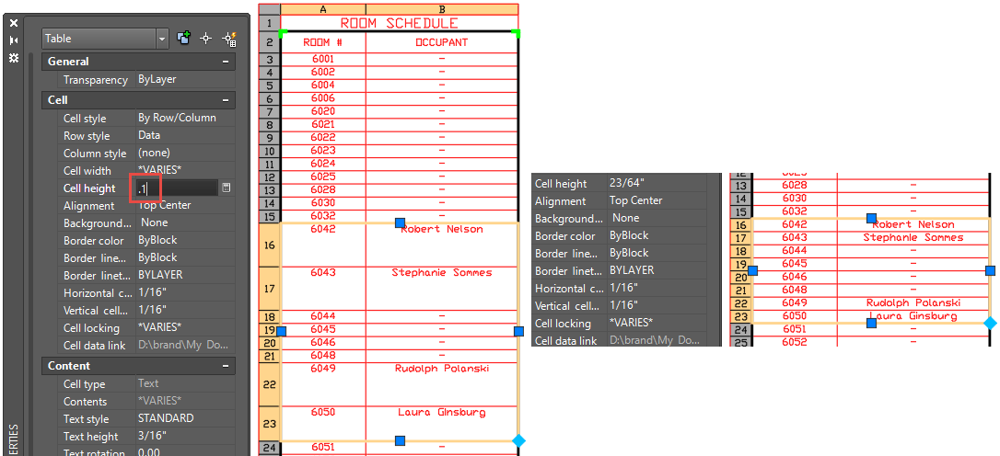 Table
General
Transparency ByLayer
Cell
Cell style By Row/Column
Row style Data
Column style (none)
Cell width *VARIES*
Cell height .1
Alignment Top Center
Background... None
Border color ByBlock
Border line... ByBlock
Border linet... BYLAYER
Horizontal c... 1/16"
Vertical cell... 1/16"
Cell locking *VARIES*
Cell data link D:\brand\My Do...
Content
Cell type Text
Contents *VARIES*
Text style STANDARD
Text height 3/16"
Text rotation 0.00
ERTIES
A B
1 ROOM SCHEDULE
2 ROOM # OCCUPANT
3 6001 -
4 6002 -
5 6004 -
6 6006 -
7 6020 -
8 6021 -
9 6022 -
10 6023 -
11 6024 -
12 6025 -
13 6028 -
14 6030 -
15 6032 -
16 6042 Robert Nelson
17 6043 Stephanie Sommes
18 6044 -
19 6045 -
20 6046 -
21 6048 -
22 6049 Rudolph Polanski
23 6050 Laura Ginsburg
24 6051 -
Cell height 23/64"
Alignment Top Center
Background... None
Border color ByBlock
Border line... ByBlock
Border linet... BYLAYER
Horizontal c... 1/16"
Vertical cell... 1/16"
Cell locking *VARIES*
Cell data link D:\brand\My Do...
12 6025 -
13 6028 -
14 6030 -
15 6032 -
16 6042 Robert Nelson
17 6043 Stephanie Sommes
18 6044 -
19 6045 -
20 6046 -
21 6048 -
22 6049 Rudolph Polanski
23 6050 Laura Ginsburg
24 6051 -
25 6052 -